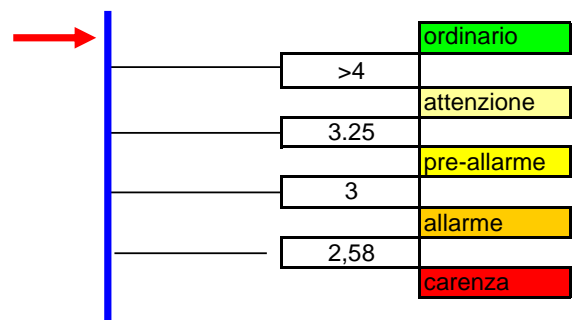 ordinario
>4
attenzione
3.25
pre-allarme
3
allarme
2,58
carenza